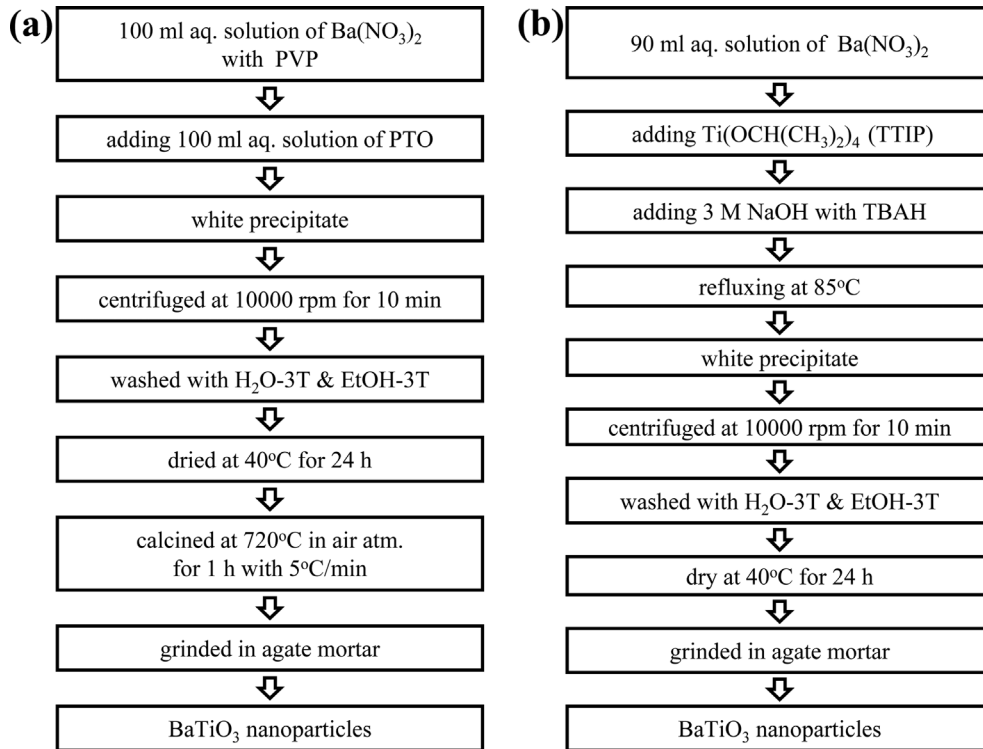 (a)
100 ml aq. solution of Ba(NO₃)₂
with PVP
adding 100 ml aq. solution of PTO
white precipitate
centrifuged at 10000 rpm for 10 min
washed with H₂O-3T & EtOH-3T
dried at 40°C for 24 h
calcined at 720°C in air atm.
for 1 h with 5°C/min
grinded in agate mortar
BaTiO₃ nanoparticles
(b)
90 ml aq. solution of Ba(NO₃)₂
adding Ti(OCH(CH₃)₂)₄ (TTIP)
adding 3 M NaOH with TBAH
refluxing at 85°C
white precipitate
centrifuged at 10000 rpm for 10 min
washed with H₂O-3T & EtOH-3T
dry at 40°C for 24 h
grinded in agate mortar
BaTiO₃ nanoparticles